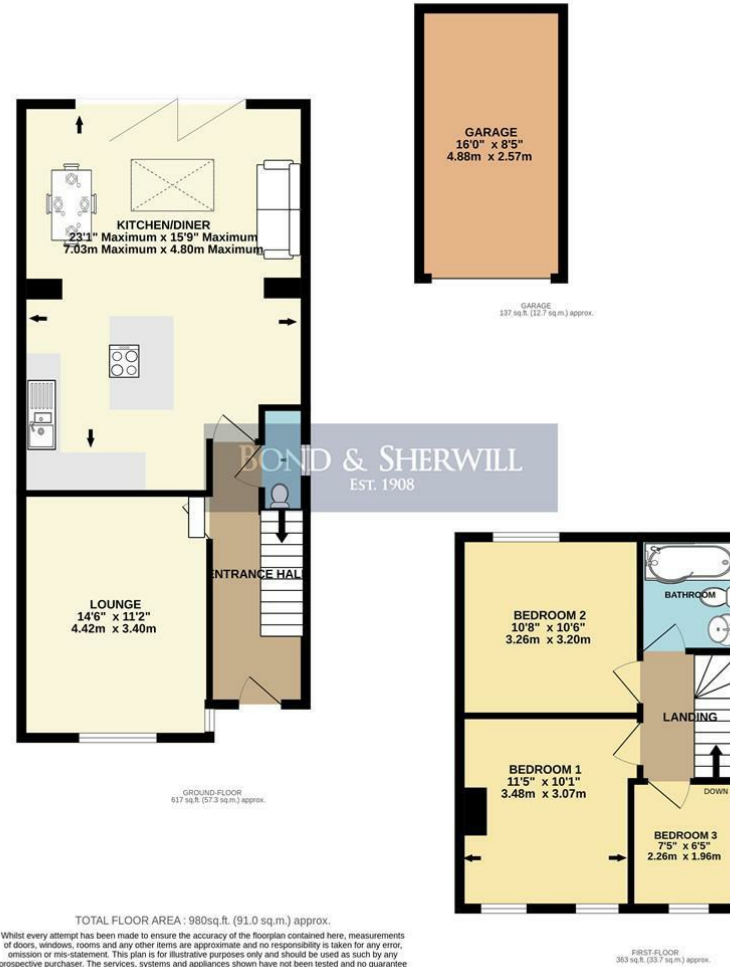 GARAGE
16'0" x 8'5"
4.88m x 2.57m
GARAGE
137 sq.ft. (12.7 sq.m.) approx.
KITCHEN/DINER
23'1" Maximum x 15'9" Maximum
7.03m Maximum x 4.80m Maximum
BOND & SHERWILL
EST. 1908
ENTRANCE HALL
LOUNGE
14'6" x 11'2"
4.42m x 3.40m
GROUND-FLOOR
617 sq.ft. (57.3 sq.m.) approx.
BATHROOM
BEDROOM 2
10'8" x 10'6"
3.26m x 3.20m
LANDING
BEDROOM 1
11'5" x 10'1"
3.48m x 3.07m
DOWN
BEDROOM 3
7'5" x 6'5"
2.26m x 1.96m
FIRST-FLOOR
363 sq.ft. (33.7 sq.m.) approx.
TOTAL FLOOR AREA : 980sq.ft. (91.0 sq.m.) approx.
Whilst every attempt has been made to ensure the accuracy of the floorplan contained here, measurements
of doors, windows, rooms and any other items are approximate and no responsibility is taken for any error,
omission or mis-statement. This plan is for illustrative purposes only and should be used as such by any
prospective purchaser. The services, systems and appliances shown have not been tested and no guarantee